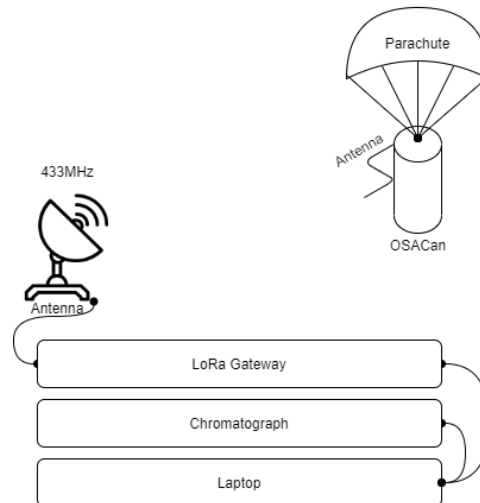 Parachute
Antenna
433MHz
OSACan
Antenna
LoRa Gateway
Chromatograph
Laptop